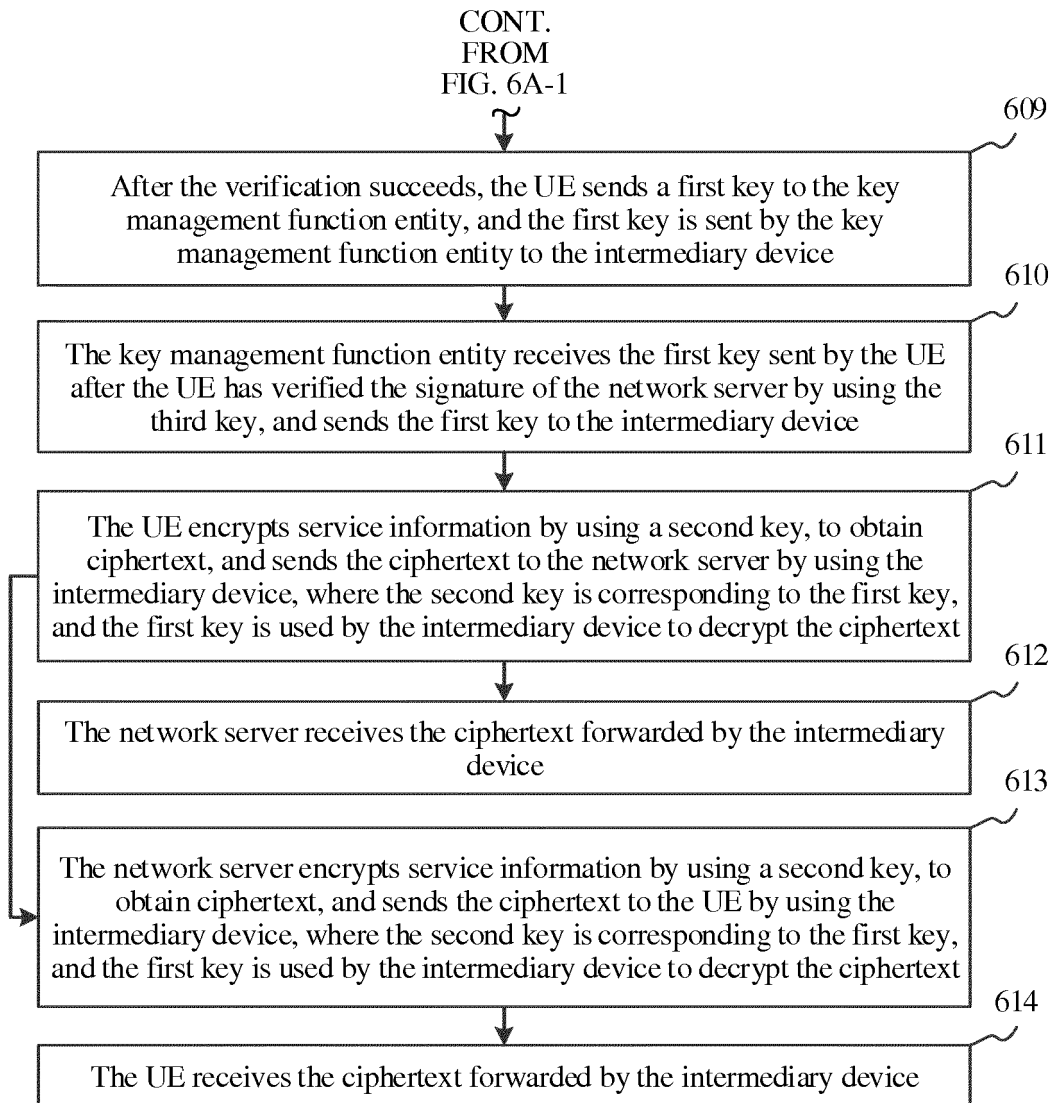 CONT.
FROM
FIG. 6A-1
609
After the verification succeeds, the UE sends a first key to the key
management function entity, and the first key is sent by the key
management function entity to the intermediary device
610
The key management function entity receives the first key sent by the UE
after the UE has verified the signature of the network server by using the
third key, and sends the first key to the intermediary device
611
The UE encrypts service information by using a second key, to obtain
ciphertext, and sends the ciphertext to the network server by using the
intermediary device, where the second key is corresponding to the first key,
and the first key is used by the intermediary device to decrypt the ciphertext
612
The network server receives the ciphertext forwarded by the intermediary
device
613
The network server encrypts service information by using a second key, to
obtain ciphertext, and sends the ciphertext to the UE by using the
intermediary device, where the second key is corresponding to the first key,
and the first key is used by the intermediary device to decrypt the ciphertext
614
The UE receives the ciphertext forwarded by the intermediary device